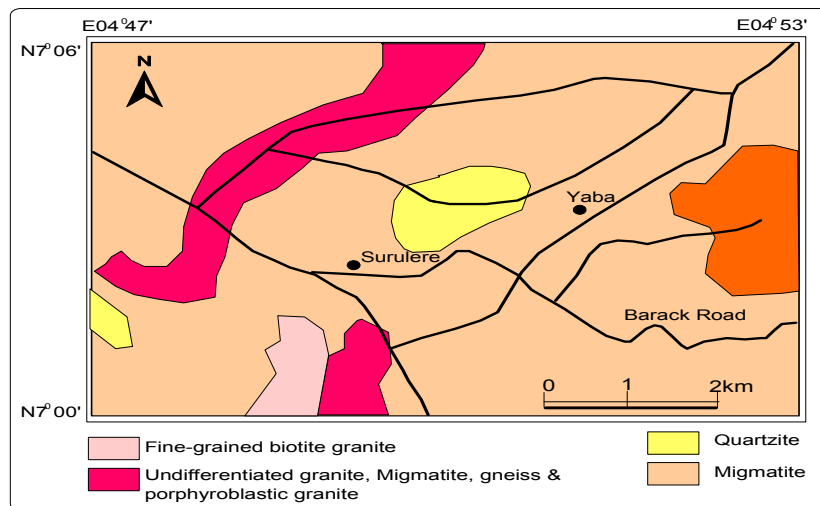 E04°47' E04°53'
N7°06'
N
Yaba
Surulere
Barack Road
0 1 2km
N7°00'
Fine-grained biotite granite
Quartzite
Undifferentiated granite, Migmatite, gneiss &
porphyroblastic granite
Migmatite